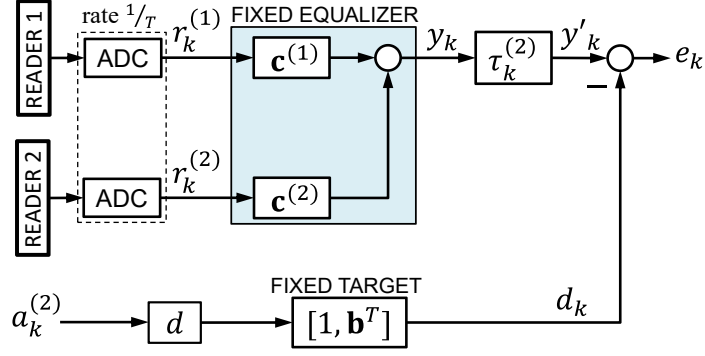 rate 1/T
FIXED EQUALIZER
READER 1
ADC
r_k^(1)
c^(1)
y_k
τ_k^(2)
y'_k
e_k
−
READER 2
ADC
r_k^(2)
c^(2)
FIXED TARGET
a_k^(2)
d
[1, b^T]
d_k